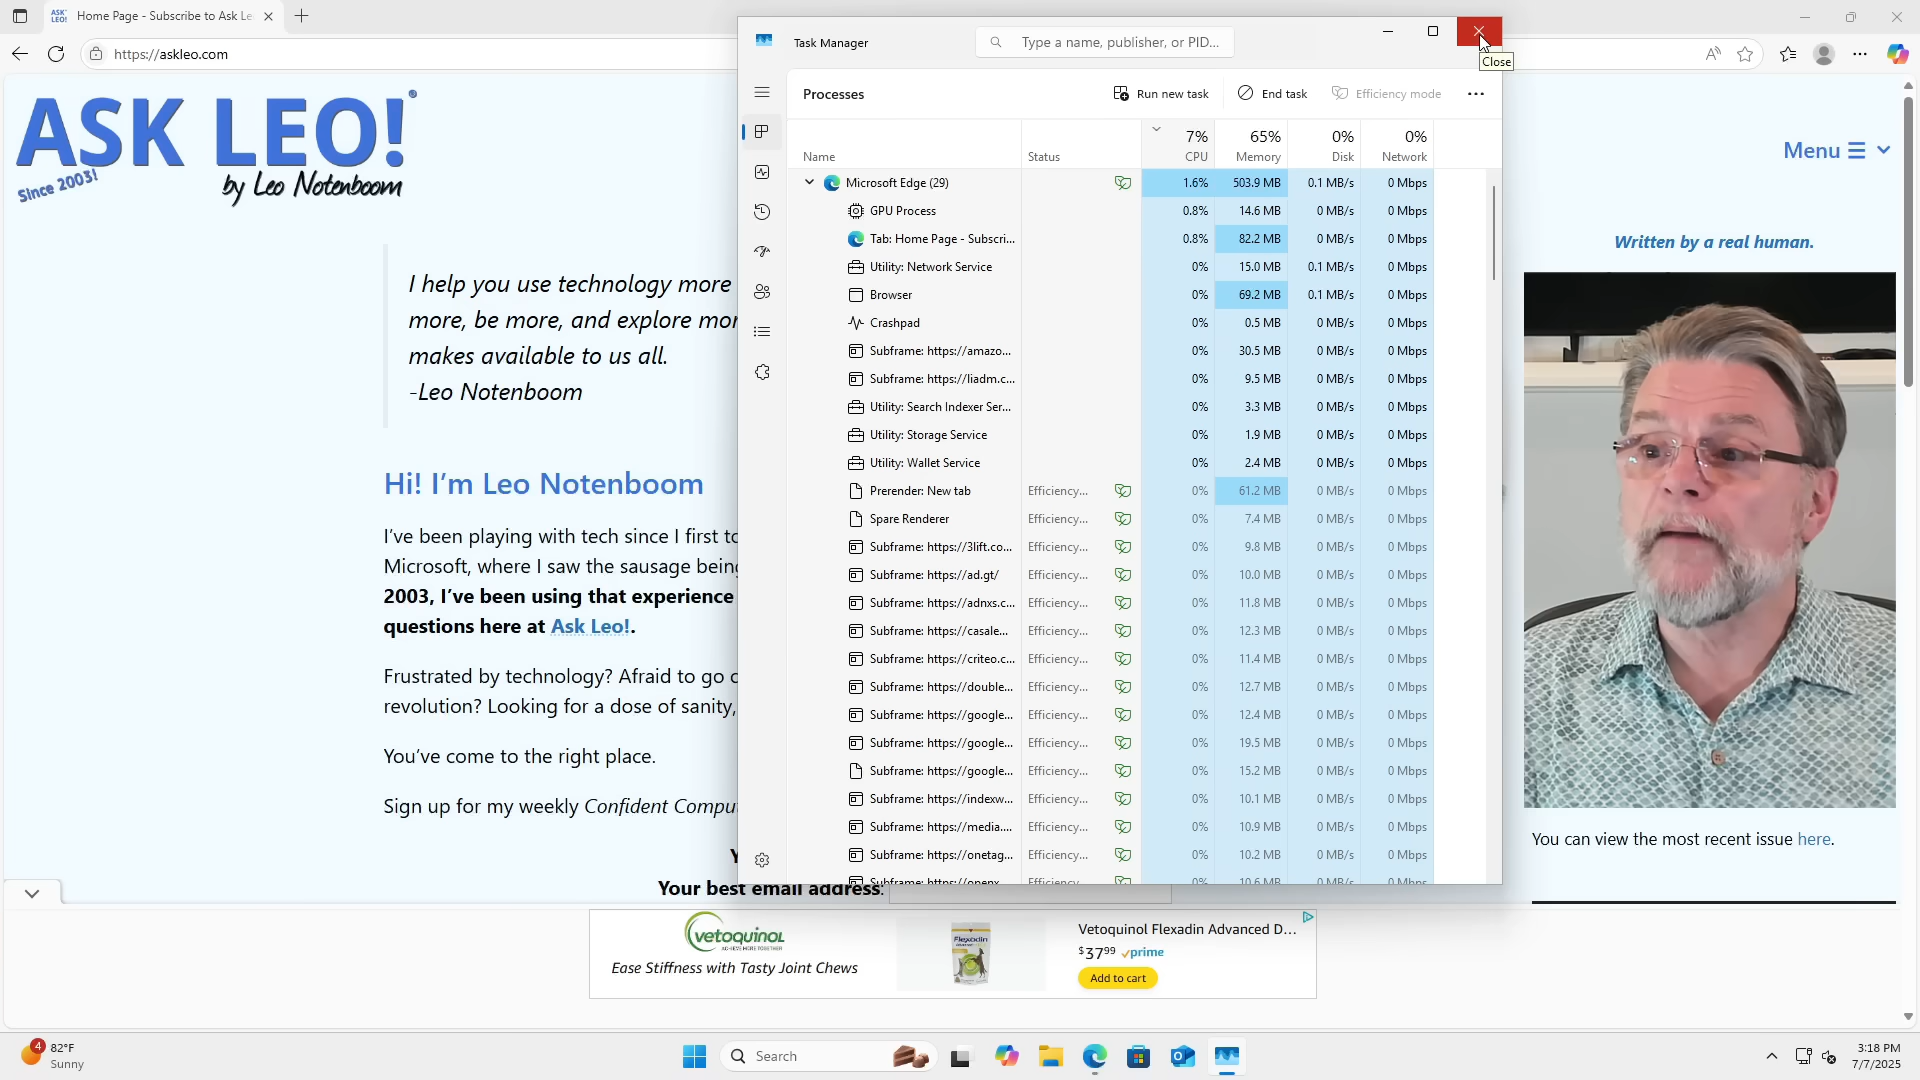 ASK LEO!
Home Page - Subscribe to Ask Le
https://askleo.com
ASK LEO!
Since 2003!
by Leo Notenboom
Menu
I help you use technology more
more, be more, and explore mor
makes available to us all.
-Leo Notenboom
Hi! I'm Leo Notenboom
I've been playing with tech since I first to
Microsoft, where I saw the sausage being
2003, I've been using that experience
questions here at Ask Leo!.
Frustrated by technology? Afraid to go o
revolution? Looking for a dose of sanity,
You've come to the right place.
Sign up for my weekly Confident Compu
Y
Your best email address:
Written by a real human.
You can view the most recent issue here.
Task Manager
Type a name, publisher, or PID...
Close
Processes
Run new task
End task
Efficiency mode
7% 65% 0% 0%
Name Status CPU Memory Disk Network
Microsoft Edge (29) 1.6% 503.9 MB 0.1 MB/s 0 Mbps
GPU Process 0.8% 14.6 MB 0 MB/s 0 Mbps
Tab: Home Page - Subscri... 0.8% 82.2 MB 0 MB/s 0 Mbps
Utility: Network Service 0% 15.0 MB 0.1 MB/s 0 Mbps
Browser 0% 69.2 MB 0.1 MB/s 0 Mbps
Crashpad 0% 0.5 MB 0 MB/s 0 Mbps
Subframe: https://amazo... 0% 30.5 MB 0 MB/s 0 Mbps
Subframe: https://liadm.c... 0% 9.5 MB 0 MB/s 0 Mbps
Utility: Search Indexer Ser... 0% 3.3 MB 0 MB/s 0 Mbps
Utility: Storage Service 0% 1.9 MB 0 MB/s 0 Mbps
Utility: Wallet Service 0% 2.4 MB 0 MB/s 0 Mbps
Prerender: New tab Efficiency... 0% 61.2 MB 0 MB/s 0 Mbps
Spare Renderer Efficiency... 0% 7.4 MB 0 MB/s 0 Mbps
Subframe: https://3lift.co... Efficiency... 0% 9.8 MB 0 MB/s 0 Mbps
Subframe: https://ad.gt/ Efficiency... 0% 10.0 MB 0 MB/s 0 Mbps
Subframe: https://adnxs.c... Efficiency... 0% 11.8 MB 0 MB/s 0 Mbps
Subframe: https://casale... Efficiency... 0% 12.3 MB 0 MB/s 0 Mbps
Subframe: https://criteo.c... Efficiency... 0% 11.4 MB 0 MB/s 0 Mbps
Subframe: https://double... Efficiency... 0% 12.7 MB 0 MB/s 0 Mbps
Subframe: https://google... Efficiency... 0% 12.4 MB 0 MB/s 0 Mbps
Subframe: https://google... Efficiency... 0% 19.5 MB 0 MB/s 0 Mbps
Subframe: https://google... Efficiency... 0% 15.2 MB 0 MB/s 0 Mbps
Subframe: https://indexw... Efficiency... 0% 10.1 MB 0 MB/s 0 Mbps
Subframe: https://media.... Efficiency... 0% 10.9 MB 0 MB/s 0 Mbps
Subframe: https://onetag... Efficiency... 0% 10.2 MB 0 MB/s 0 Mbps
Subframe: https://openx... Efficiency... 0% 10.6 MB 0 MB/s 0 Mbps
vetoquinol
ACHIEVE MORE TOGETHER
Ease Stiffness with Tasty Joint Chews
Flexadin
Vetoquinol Flexadin Advanced D...
$3799 prime
Add to cart
4
82°F
Sunny
Search
3:18 PM
7/7/2025